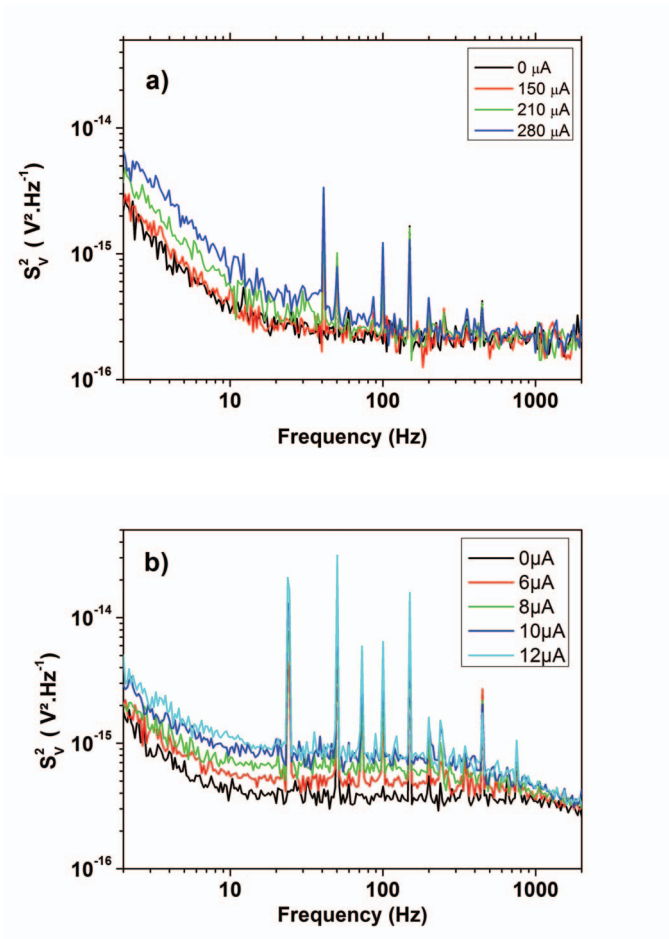 a)
0 μA
150 μA
210 μA
280 μA
10⁻¹⁴
10⁻¹⁵
10⁻¹⁶
S_V² ( V².Hz⁻¹)
10 100 1000
Frequency (Hz)
b)
0μA
6μA
8μA
10μA
12μA
10⁻¹⁴
10⁻¹⁵
10⁻¹⁶
S_V² ( V².Hz⁻¹)
10 100 1000
Frequency (Hz)